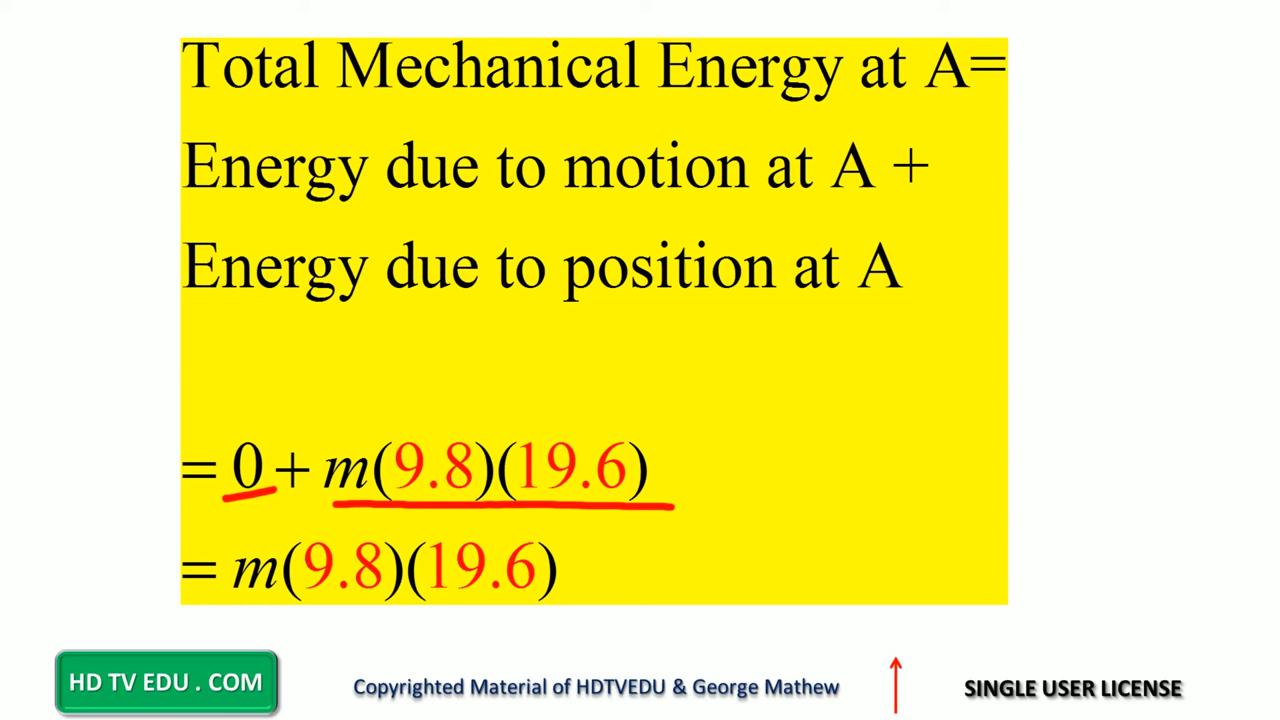 Total Mechanical Energy at A=
Energy due to motion at A +
Energy due to position at A
= 0 + m(9.8)(19.6)
= m(9.8)(19.6)
HD TV EDU . COM
Copyrighted Material of HDTVEDU & George Mathew
SINGLE USER LICENSE